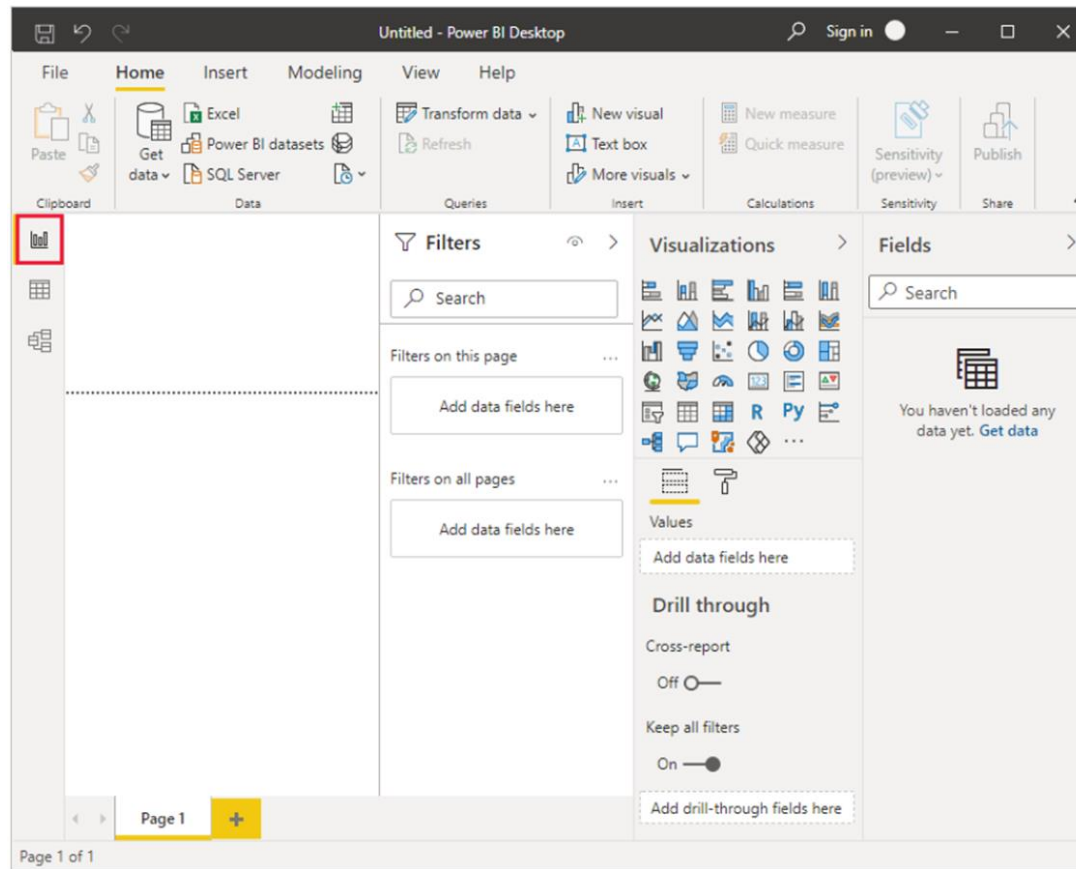 Untitled - Power BI Desktop
Sign in
File Home Insert Modeling View Help
Paste
Clipboard
Get data
Excel
Power BI datasets
SQL Server
Data
Transform data
Refresh
Queries
New visual
Text box
More visuals
Insert
New measure
Quick measure
Calculations
Sensitivity
(preview)
Sensitivity
Publish
Share
Filters
Search
Filters on this page ...
Add data fields here
Filters on all pages ...
Add data fields here
Visualizations
123
R Py
...
Values
Add data fields here
Drill through
Cross-report
Off
Keep all filters
On
Add drill-through fields here
Fields
Search
You haven't loaded any
data yet. Get data
Page 1
+
Page 1 of 1